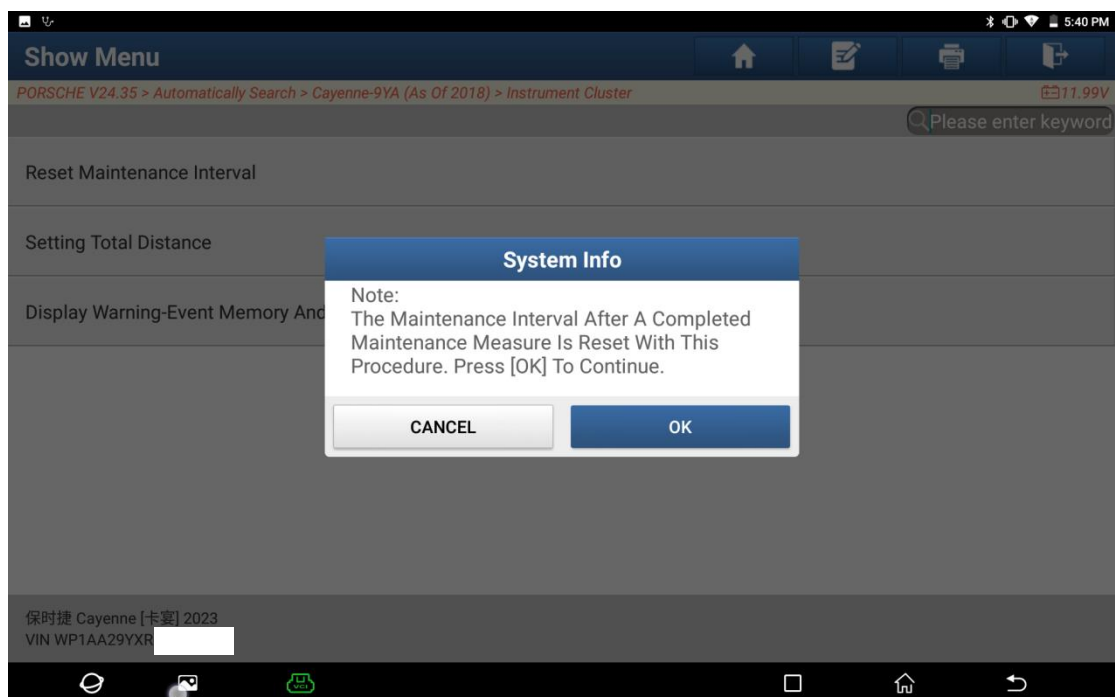 5:40 PM
Show Menu
PORSCHE V24.35 > Automatically Search > Cayenne-9YA (As Of 2018) > Instrument Cluster
11.99V
Please enter keyword
Reset Maintenance Interval
Setting Total Distance
Display Warning-Event Memory And
System Info
Note:
The Maintenance Interval After A Completed
Maintenance Measure Is Reset With This
Procedure. Press [OK] To Continue.
CANCEL
OK
保时捷 Cayenne [卡宴] 2023
VIN WP1AA29YXR
VCI